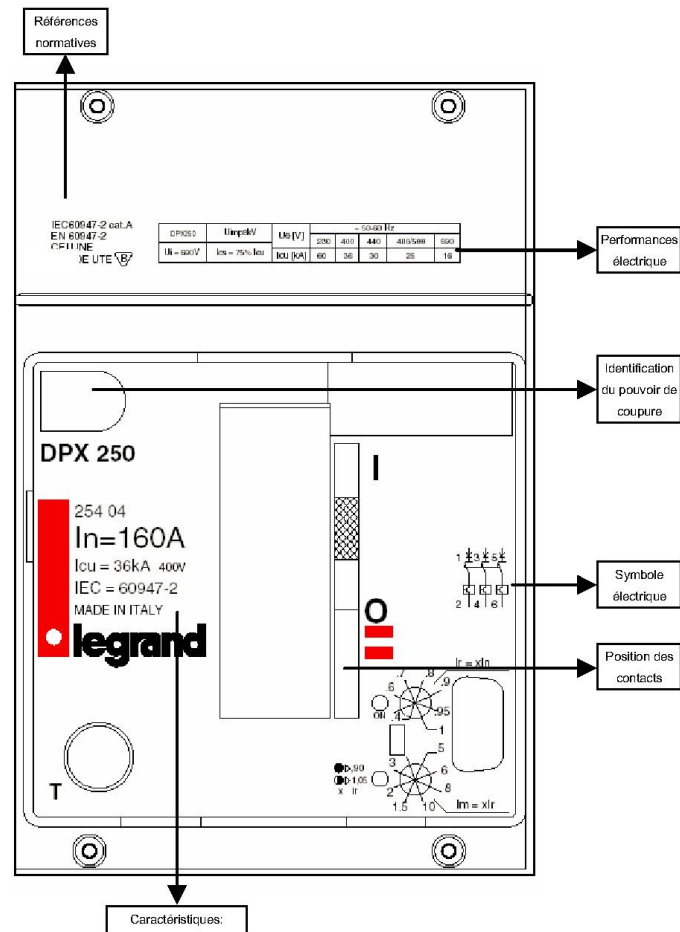 Références
normatives
IEC60947-2 cat.A
EN 60947-2
CEI UNE
E UTE B
DPX250
Ui = 690V Ics = 75% Icu
Ue [V]
~ 50-60 Hz
230 400 440 480/500 690
Icu [KA] 60 36 30 25 16
Performances
électrique
Identification
du pouvoir de
coupure
DPX 250
I
254 04
In=160A
Icu = 36kA 400V
IEC = 60947-2
MADE IN ITALY
legrand
O
1 3 5
2 4 6
Symbole
électrique
Position des
contacts
Ir = xIn
.4 .6 .7 .8 .9 .95 1
ON
T
.90
1,05
x Ir
1.5 2 3 5 6 8 10
Im = xIr
Caractéristiques: